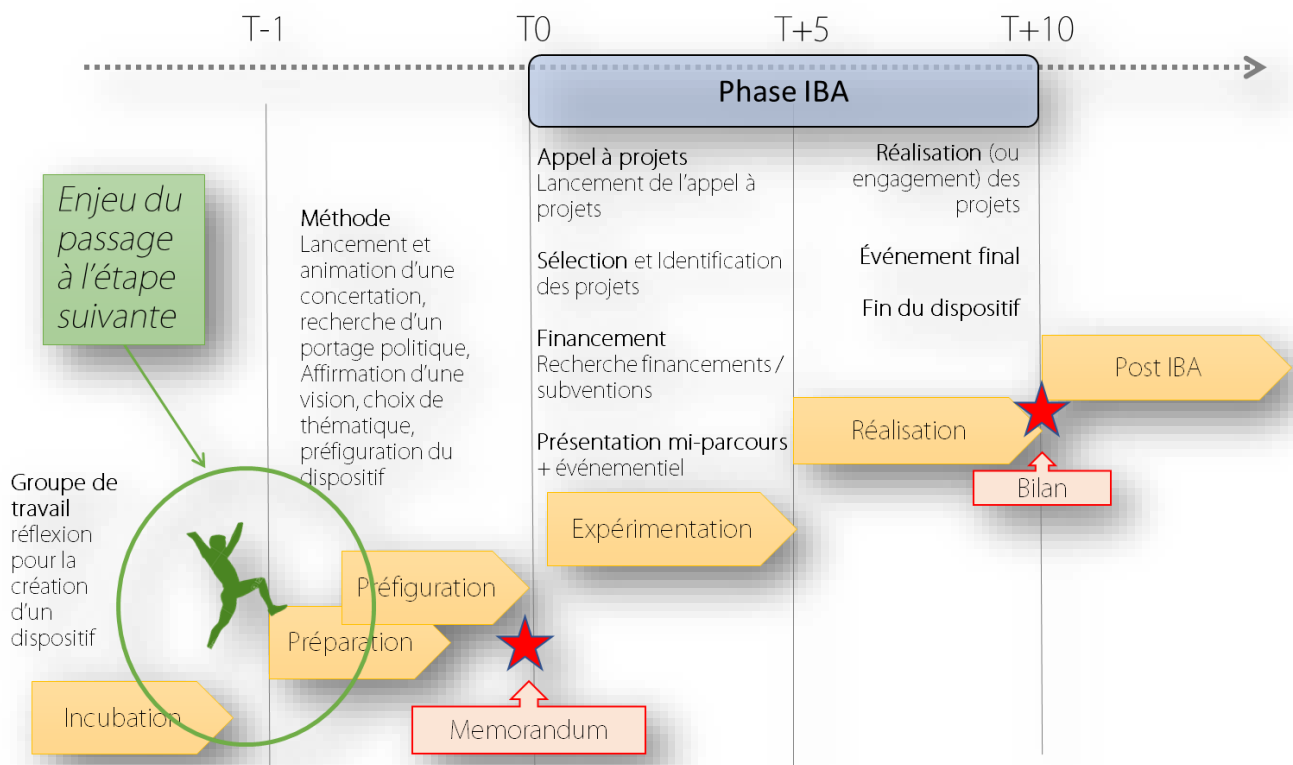 T-1
T0
T+5
T+10
Phase IBA
Enjeu du
passage
à l’étape
suivante
Méthode
Lancement et
animation d’une
concertation,
recherche d’un
portage politique,
Affirmation d’une
vision, choix de
thématique,
préfiguration du
dispositif
Appel à projets
Lancement de l’appel à
projets
Sélection et Identification
des projets
Financement
Recherche financements /
subventions
Présentation mi-parcours
+ événementiel
Réalisation (ou
engagement) des
projets
Événement final
Fin du dispositif
Groupe de
travail
réflexion
pour la
création
d’un
dispositif
Incubation
Préparation
Préfiguration
Memorandum
Expérimentation
Réalisation
Bilan
Post IBA